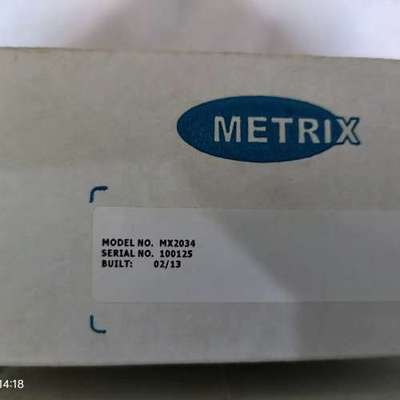 METRIX
MODEL NO. MX2034
SERIAL NO. 100125
BUILT: 02/13
14:18